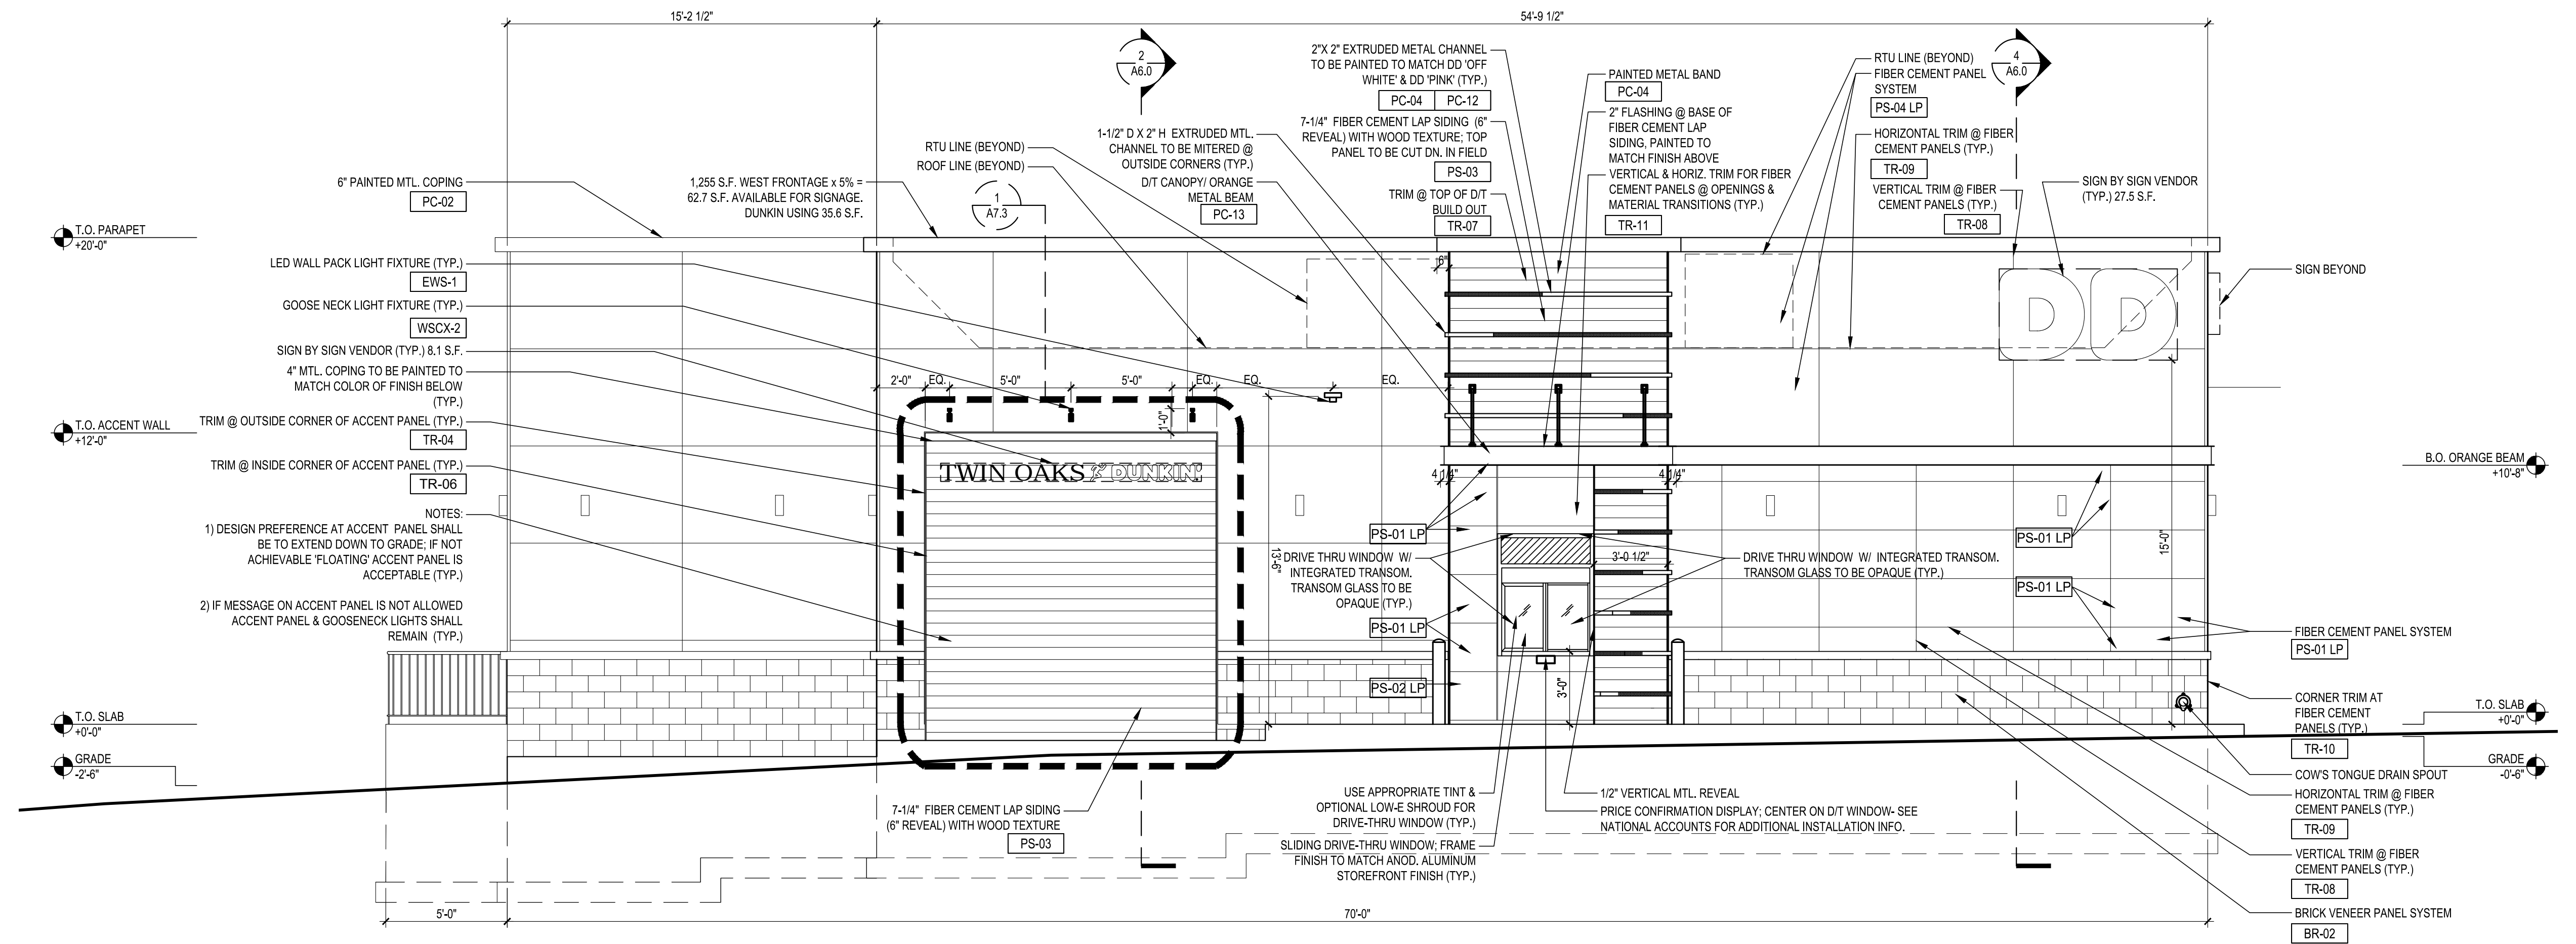 15'-2 1/2"
54'-9 1/2"
2
A6.0
4
A6.0
2"X 2" EXTRUDED METAL CHANNEL
TO BE PAINTED TO MATCH DD 'OFF
WHITE' & DD 'PINK' (TYP.)
PC-04
PC-12
7-1/4" FIBER CEMENT LAP SIDING (6"
REVEAL) WITH WOOD TEXTURE; TOP
PANEL TO BE CUT DN. IN FIELD
PS-03
TRIM @ TOP OF D/T
BUILD OUT
TR-07
PAINTED METAL BAND
PC-04
2" FLASHING @ BASE OF
FIBER CEMENT LAP
SIDING, PAINTED TO
MATCH FINISH ABOVE
VERTICAL & HORIZ. TRIM FOR FIBER
CEMENT PANELS @ OPENINGS &
MATERIAL TRANSITIONS (TYP.)
TR-11
RTU LINE (BEYOND)
FIBER CEMENT PANEL
SYSTEM
PS-04 LP
HORIZONTAL TRIM @ FIBER
CEMENT PANELS (TYP.)
TR-09
VERTICAL TRIM @ FIBER
CEMENT PANELS (TYP.)
TR-08
SIGN BY SIGN VENDOR
(TYP.) 27.5 S.F.
1-1/2" D X 2" H EXTRUDED MTL.
CHANNEL TO BE MITERED @
OUTSIDE CORNERS (TYP.)
D/T CANOPY/ ORANGE
METAL BEAM
PC-13
RTU LINE (BEYOND)
ROOF LINE (BEYOND)
1
A7.3
1,255 S.F. WEST FRONTAGE x 5% =
62.7 S.F. AVAILABLE FOR SIGNAGE.
DUNKIN USING 35.6 S.F.
6" PAINTED MTL. COPING
PC-02
T.O. PARAPET
+20'-0"
LED WALL PACK LIGHT FIXTURE (TYP.)
EWS-1
GOOSE NECK LIGHT FIXTURE (TYP.)
WSCX-2
SIGN BY SIGN VENDOR (TYP.) 8.1 S.F.
4" MTL. COPING TO BE PAINTED TO
MATCH COLOR OF FINISH BELOW
(TYP.)
TRIM @ OUTSIDE CORNER OF ACCENT PANEL (TYP.)
TR-04
T.O. ACCENT WALL
+12'-0"
TRIM @ INSIDE CORNER OF ACCENT PANEL (TYP.)
TR-06
NOTES:
1) DESIGN PREFERENCE AT ACCENT PANEL SHALL
BE TO EXTEND DOWN TO GRADE; IF NOT
ACHIEVABLE 'FLOATING' ACCENT PANEL IS
ACCEPTABLE (TYP.)
2) IF MESSAGE ON ACCENT PANEL IS NOT ALLOWED
ACCENT PANEL & GOOSENECK LIGHTS SHALL
REMAIN (TYP.)
T.O. SLAB
+0'-0"
GRADE
-2'-6"
6"
SIGN BEYOND
DD
2'-0"
EQ.
5'-0"
5'-0"
EQ.
EQ.
EQ.
1'-0"
TWIN OAKS DUNKIN'
4 1/4"
4 1/4"
B.O. ORANGE BEAM
+10'-8"
PS-01 LP
PS-01 LP
13'-6"
15'-0"
DRIVE THRU WINDOW W/
INTEGRATED TRANSOM.
TRANSOM GLASS TO BE
OPAQUE (TYP.)
3'-0 1/2"
DRIVE THRU WINDOW W/ INTEGRATED TRANSOM.
TRANSOM GLASS TO BE OPAQUE (TYP.)
PS-01 LP
PS-01 LP
PS-02 LP
3'-0"
FIBER CEMENT PANEL SYSTEM
PS-01 LP
CORNER TRIM AT
FIBER CEMENT
PANELS (TYP.)
TR-10
T.O. SLAB
+0'-0"
GRADE
-0'-6"
COW'S TONGUE DRAIN SPOUT
HORIZONTAL TRIM @ FIBER
CEMENT PANELS (TYP.)
TR-09
VERTICAL TRIM @ FIBER
CEMENT PANELS (TYP.)
TR-08
BRICK VENEER PANEL SYSTEM
BR-02
7-1/4" FIBER CEMENT LAP SIDING
(6" REVEAL) WITH WOOD TEXTURE
PS-03
USE APPROPRIATE TINT &
OPTIONAL LOW-E SHROUD FOR
DRIVE-THRU WINDOW (TYP.)
SLIDING DRIVE-THRU WINDOW; FRAME
FINISH TO MATCH ANOD. ALUMINUM
STOREFRONT FINISH (TYP.)
1/2" VERTICAL MTL. REVEAL
PRICE CONFIRMATION DISPLAY; CENTER ON D/T WINDOW- SEE
NATIONAL ACCOUNTS FOR ADDITIONAL INSTALLATION INFO.
5'-0"
70'-0"